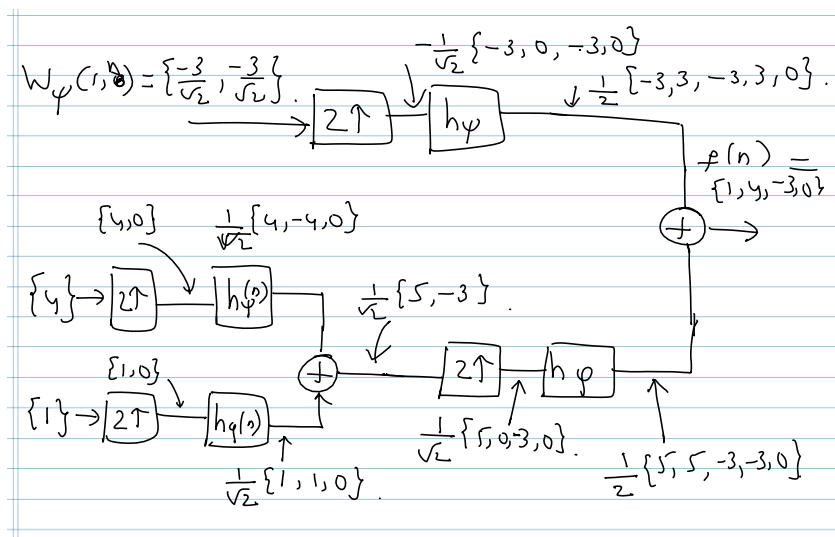 -1/√2 {-3, 0, -3, 0}
W_ψ (1, n) = {-3/√2, -3/√2}.
1/2 {-3, 3, -3, 3, 0}.
2↑
hψ
f(n) =
{1, 4, -3, 0}
+
{4, 0}
1/√2 {4, -4, 0}
{4} → 2↑
hψ(n)
1/√2 {5, -3}.
{1, 0}
+
2↑
hφ
{1} → 2↑
hφ(n)
1/√2 {5, 0, -3, 0}.
1/√2 {1, 1, 0}.
1/2 {5, 5, -3, -3, 0}